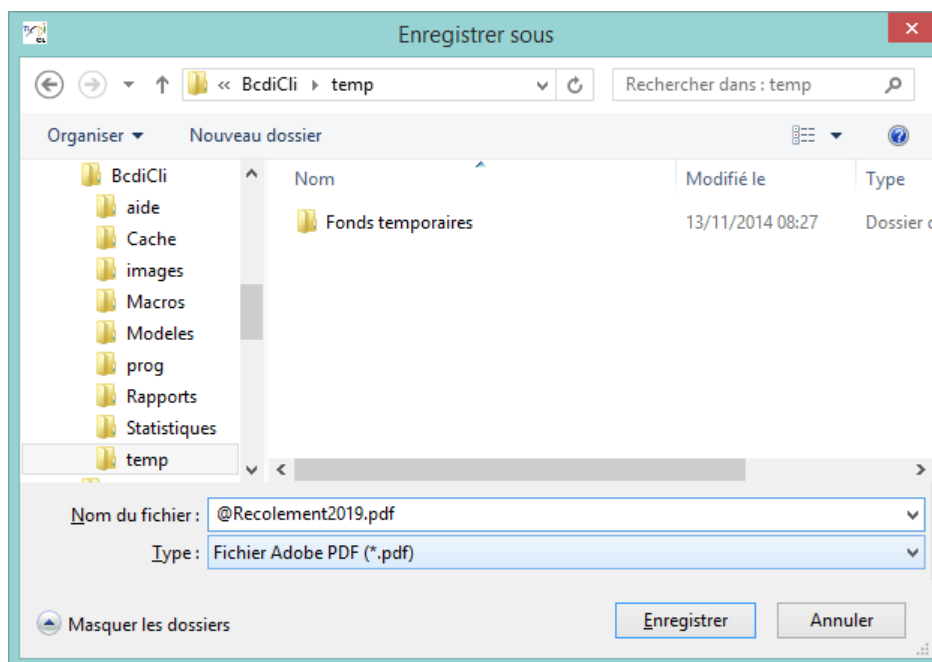 Enregistrer sous
« BcdiCli temp
Rechercher dans : temp
Organiser
Nouveau dossier
BcdiCli
aide
Cache
images
Macros
Modeles
prog
Rapports
Statistiques
temp
Nom Modifié le Type
Fonds temporaires 13/11/2014 08:27 Dossier
Nom du fichier : @Recolement2019.pdf
Type : Fichier Adobe PDF (*.pdf)
Masquer les dossiers
Enregistrer
Annuler